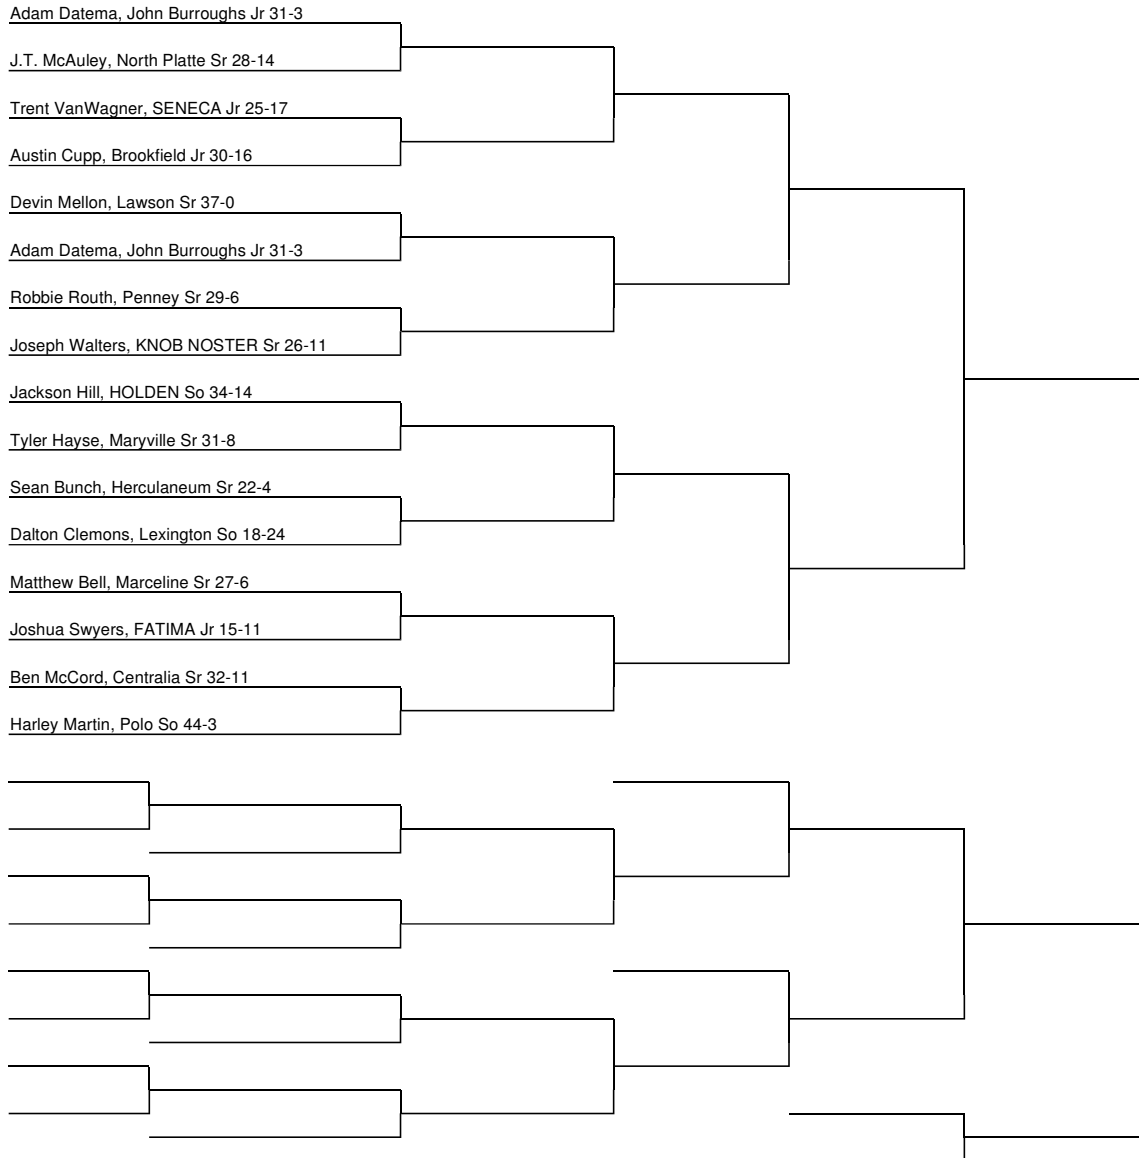 Adam Datema, John Burroughs Jr 31-3
J.T. McAuley, North Platte Sr 28-14
Trent VanWagner, SENECA Jr 25-17
Austin Cupp, Brookfield Jr 30-16
Devin Mellon, Lawson Sr 37-0
Adam Datema, John Burroughs Jr 31-3
Robbie Routh, Penney Sr 29-6
Joseph Walters, KNOB NOSTER Sr 26-11
Jackson Hill, HOLDEN So 34-14
Tyler Hayse, Maryville Sr 31-8
Sean Bunch, Herculaneum Sr 22-4
Dalton Clemons, Lexington So 18-24
Matthew Bell, Marceline Sr 27-6
Joshua Swyers, FATIMA Jr 15-11
Ben McCord, Centralia Sr 32-11
Harley Martin, Polo So 44-3